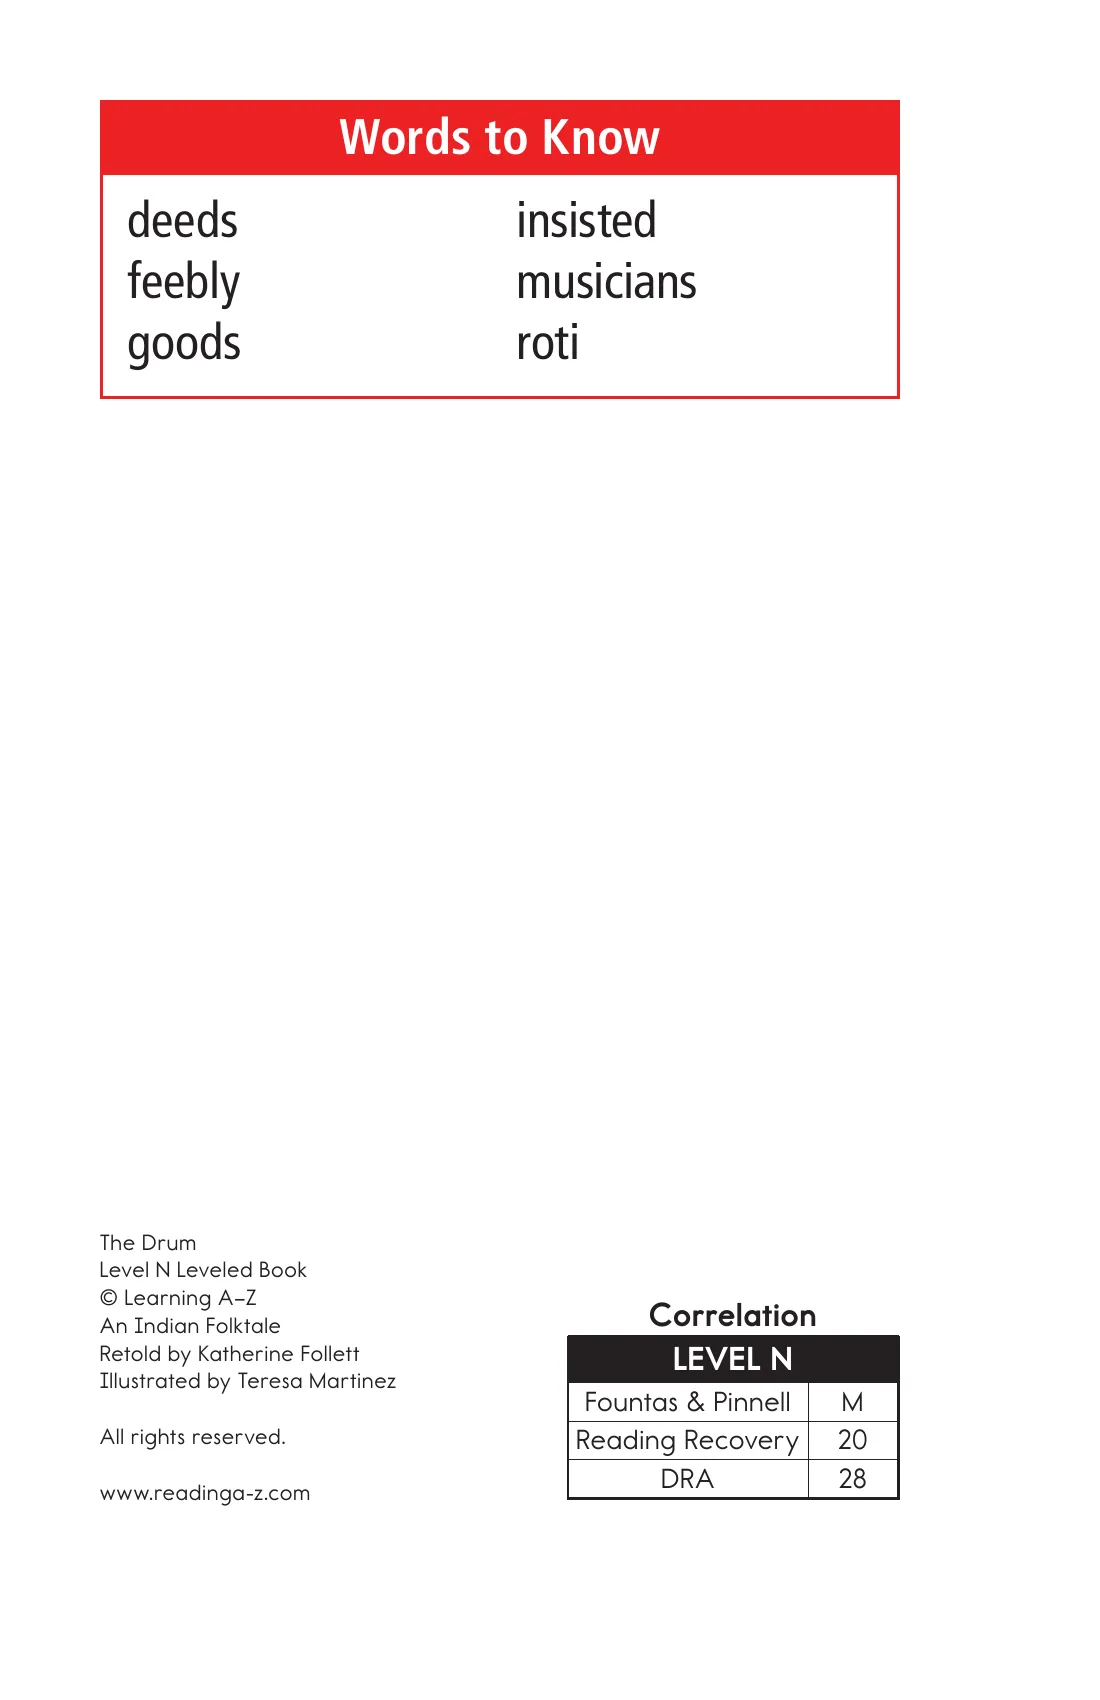 Words to Know
deeds
feebly
goods
insisted
musicians
roti
The Drum
Level N Leveled Book
© Learning A–Z
An Indian Folktale
Retold by Katherine Follett
Illustrated by Teresa Martinez
All rights reserved.
www.readinga-z.com
Correlation
LEVEL N
Fountas & Pinnell M
Reading Recovery 20
DRA 28